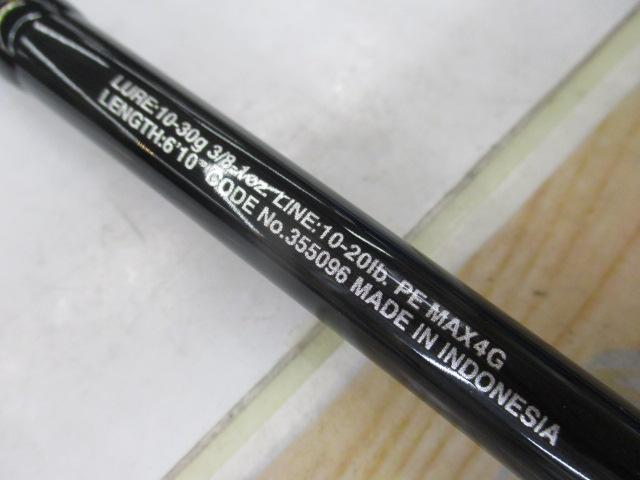 LURE:10-30g 3/8-1oz. LINE:10-20lb. PE MAX4G
LENGTH:6'10" CODE No.355096 MADE IN INDONESIA